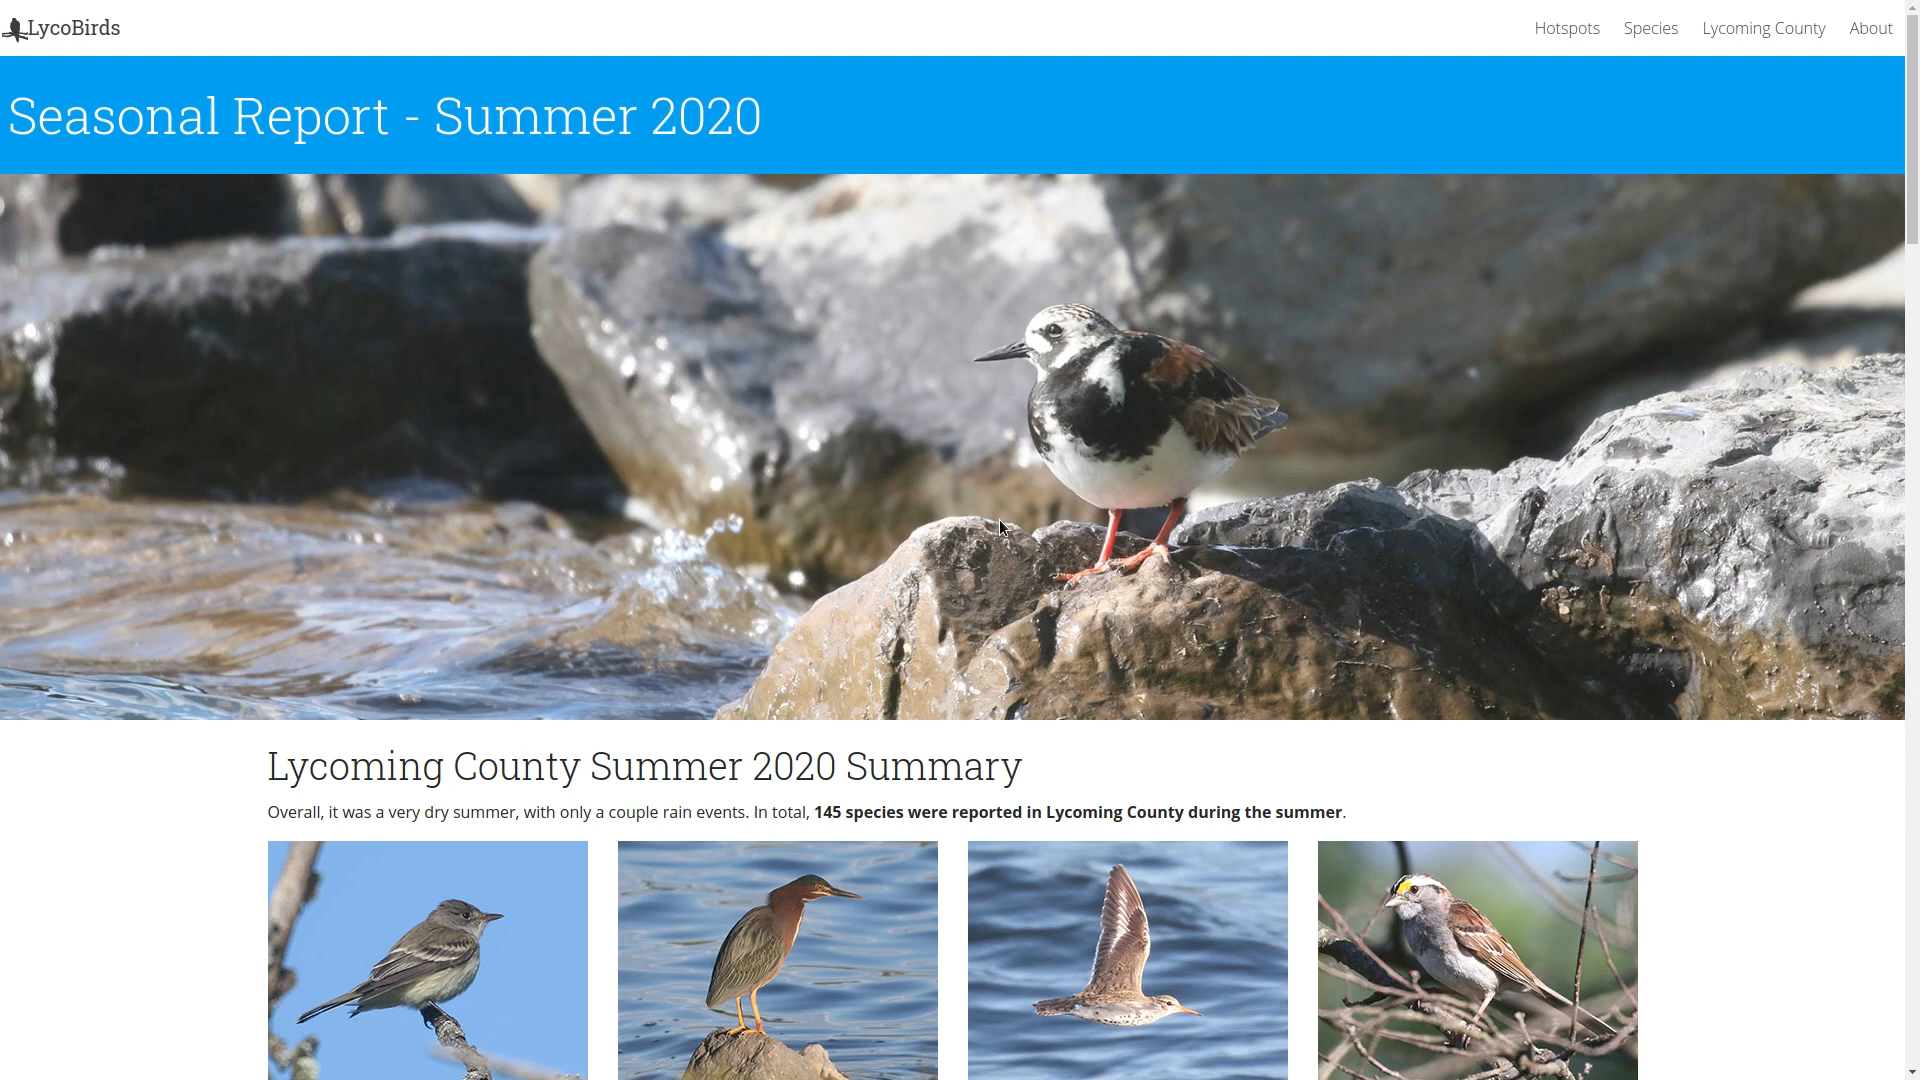 LycoBirds
Hotspots Species Lycoming County About
Seasonal Report - Summer 2020
Lycoming County Summer 2020 Summary
Overall, it was a very dry summer, with only a couple rain events. In total, 145 species were reported in Lycoming County during the summer.